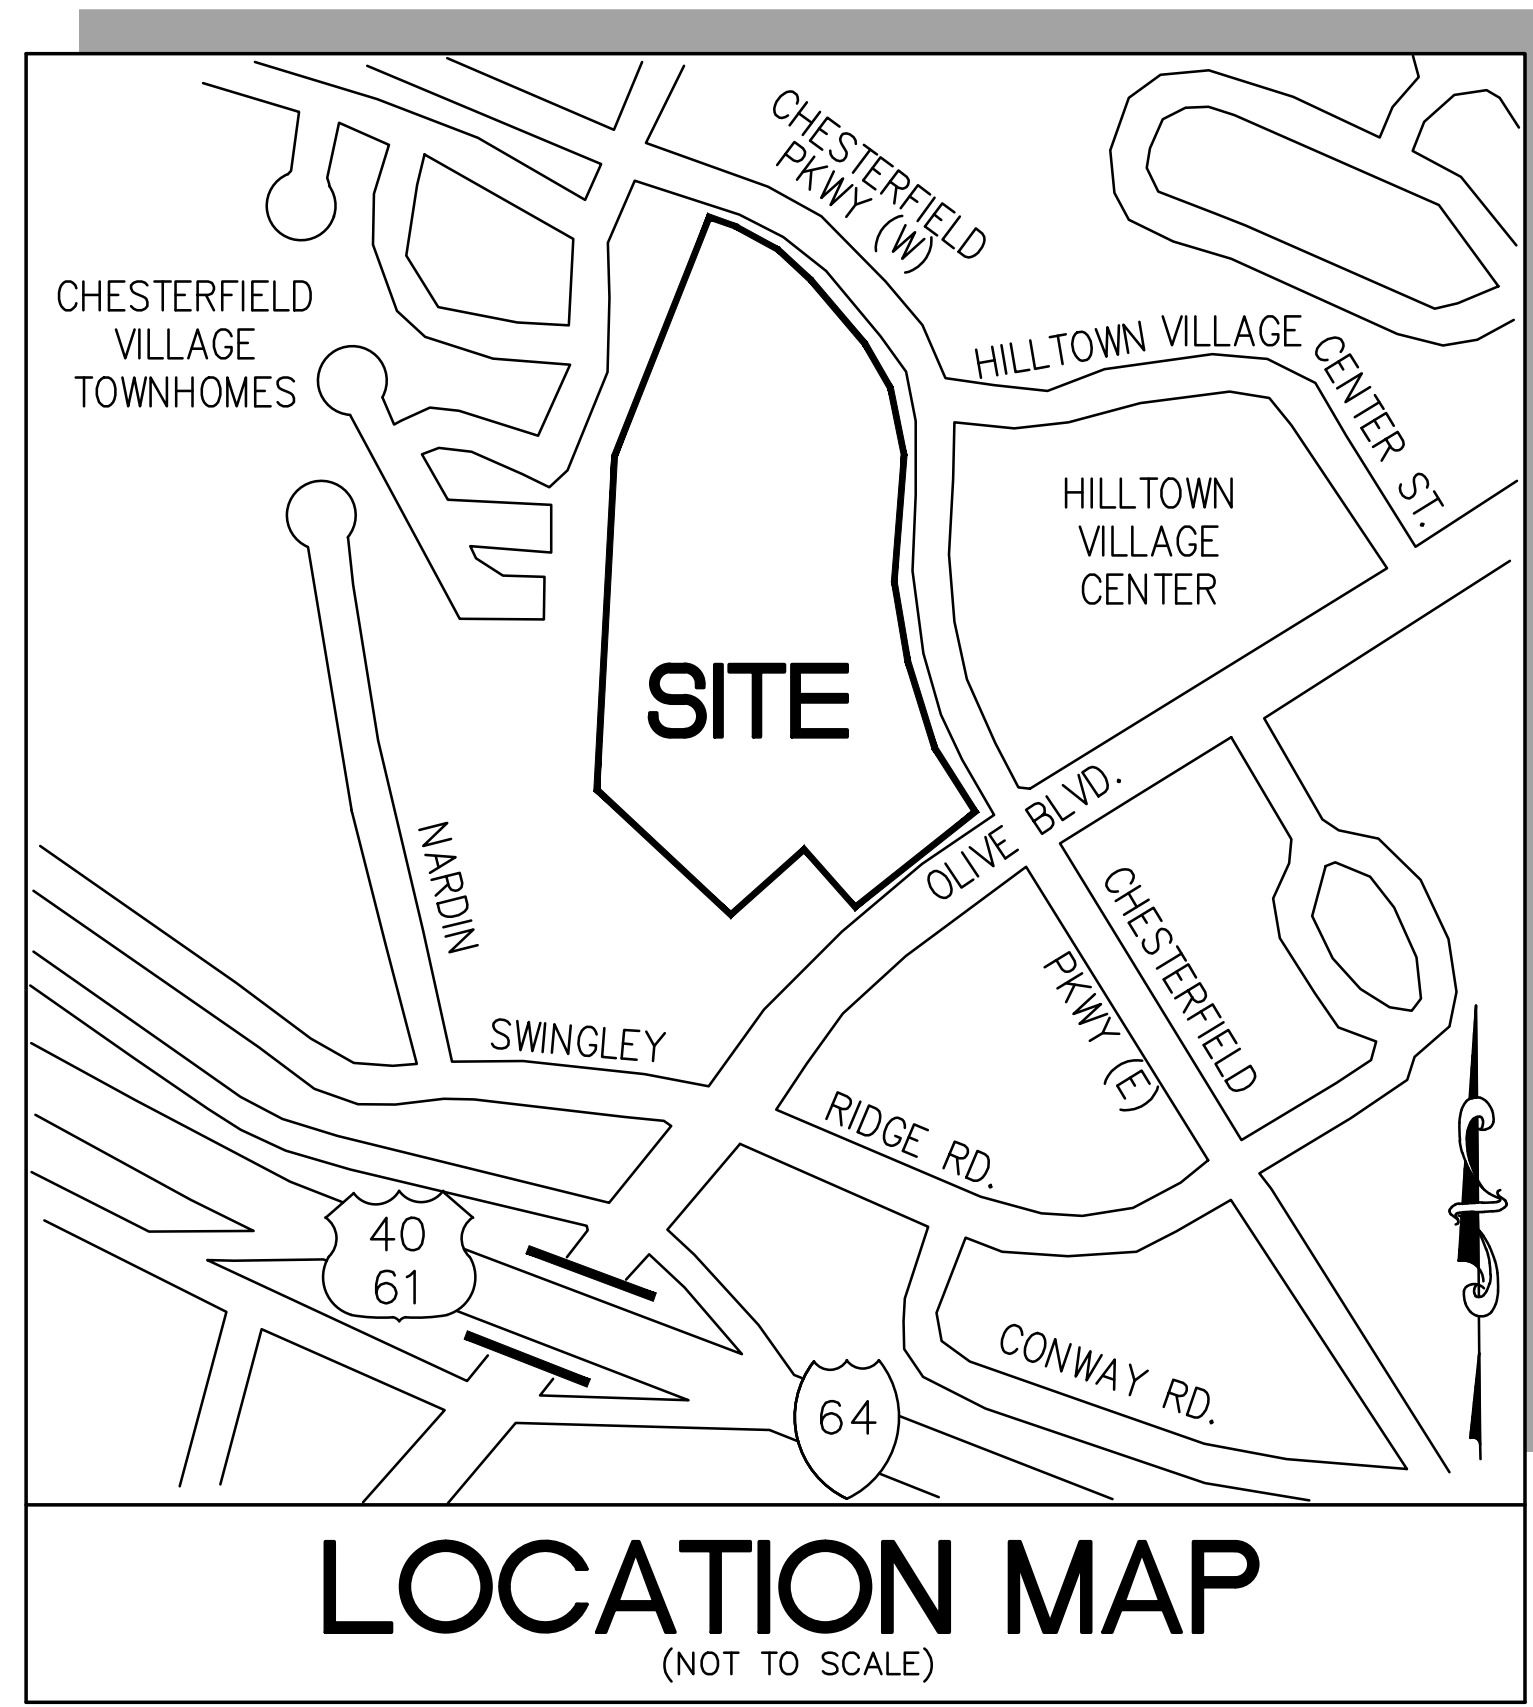 CHESTERFIELD
PKWY (W)
CHESTERFIELD
VILLAGE
TOWNHOMES
HILLTOWN VILLAGE CENTER ST.
HILLTOWN
VILLAGE
CENTER
SITE
OLIVE BLVD.
NARDIN
CHESTERFIELD
PKWY (E)
SWINGLEY
RIDGE RD.
40
61
CONWAY RD.
64
LOCATION MAP
(NOT TO SCALE)